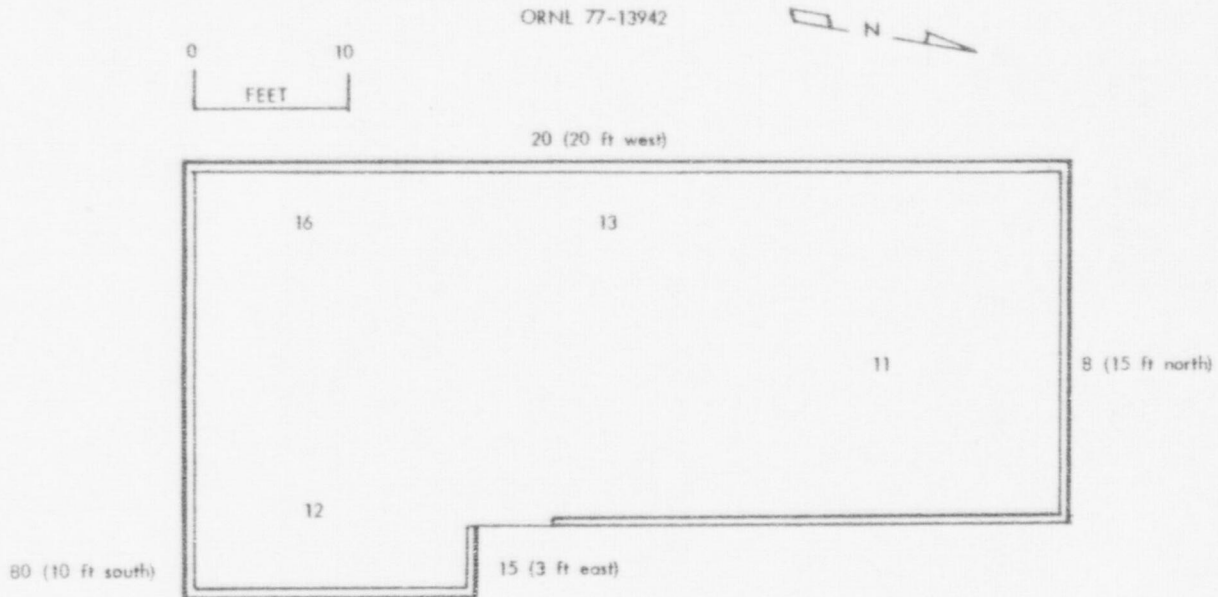 ORNL 77-13942
N
0 10
FEET
20 (20 ft west)
16 13
11 8 (15 ft north)
12
80 (10 ft south) 15 (3 ft east)